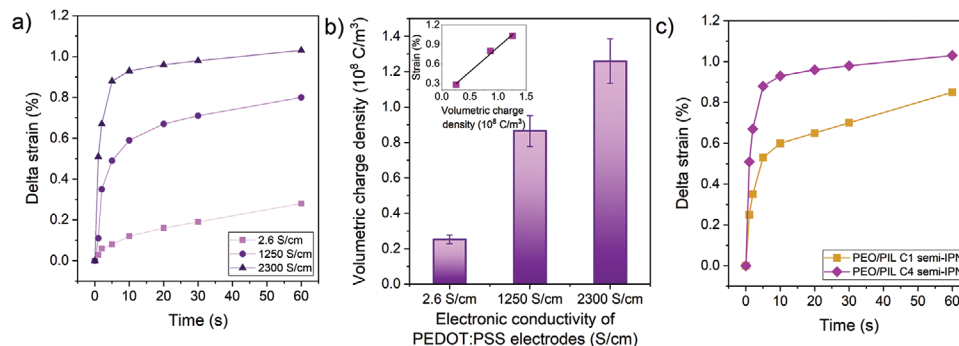 a)
Delta strain (%)
1.0
0.8
0.6
0.4
0.2
0.0
0 10 20 30 40 50 60
Time (s)
2.6 S/cm
1250 S/cm
2300 S/cm
b)
Volumetric charge density (10⁸ C/m³)
1.4
1.2
1.0
0.8
0.6
0.4
0.2
0.0
Strain (%)
1.2
0.9
0.6
0.3
0.0 0.5 1.0 1.5
Volumetric charge
density (10⁸ C/m³)
2.6 S/cm 1250 S/cm 2300 S/cm
Electronic conductivity of
PEDOT:PSS electrodes (S/cm)
c)
Delta strain (%)
1.0
0.8
0.6
0.4
0.2
0.0
0 10 20 30 40 50 60
Time (s)
PEO/PIL C1 semi-IPN
PEO/PIL C4 semi-IPN